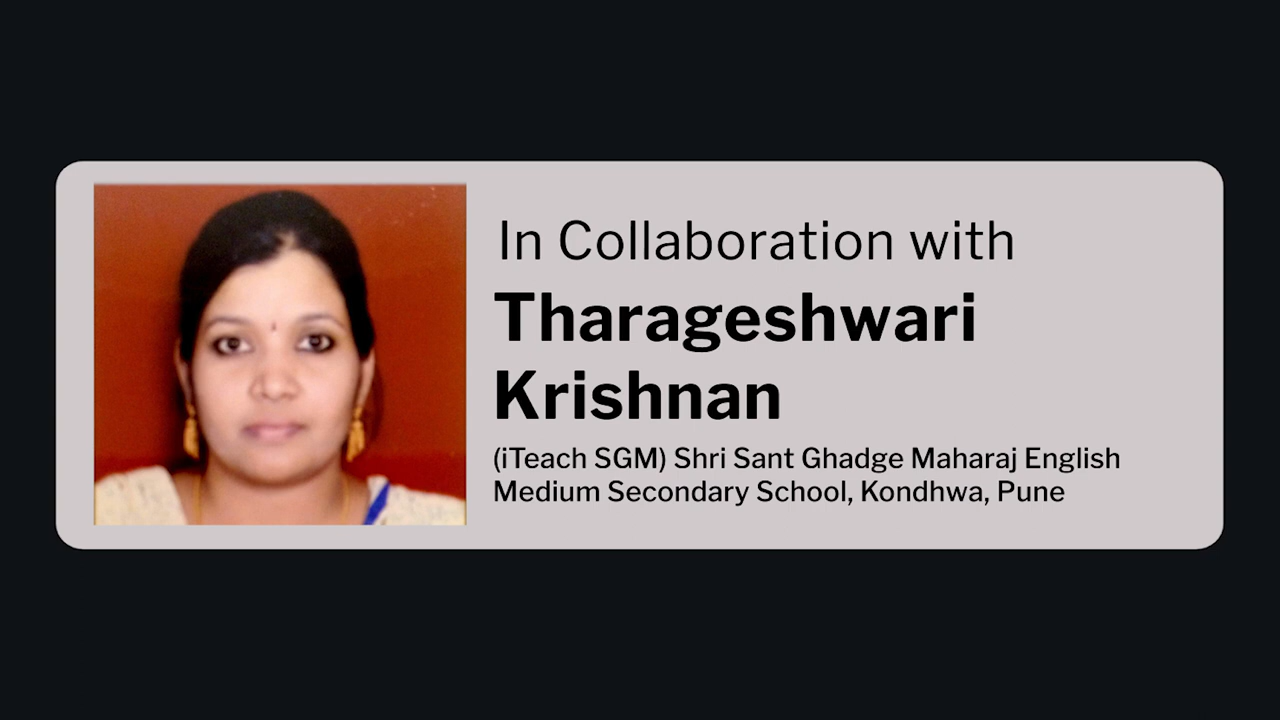 In Collaboration with
Tharageshwari
Krishnan
(iTeach SGM) Shri Sant Ghadge Maharaj English
Medium Secondary School, Kondhwa, Pune